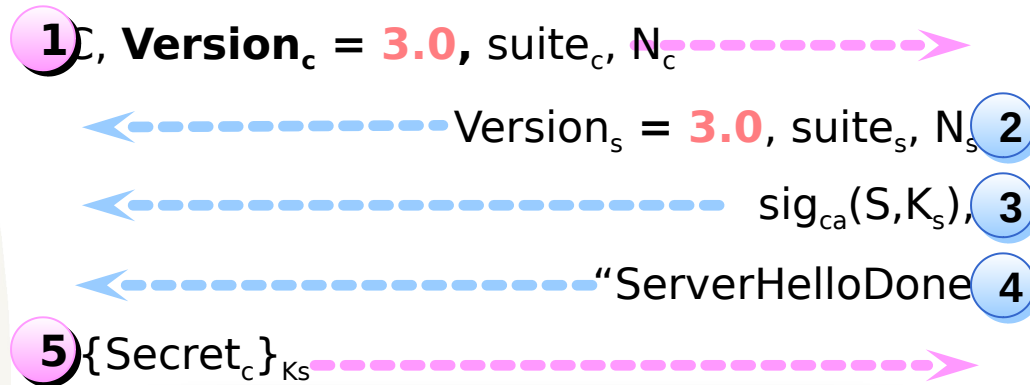 1 C, Versionc = 3.0, suitec, Nc
Versions = 3.0, suites, Ns 2
sigca(S,Ks), 3
“ServerHelloDone 4
5 {Secretc}Ks